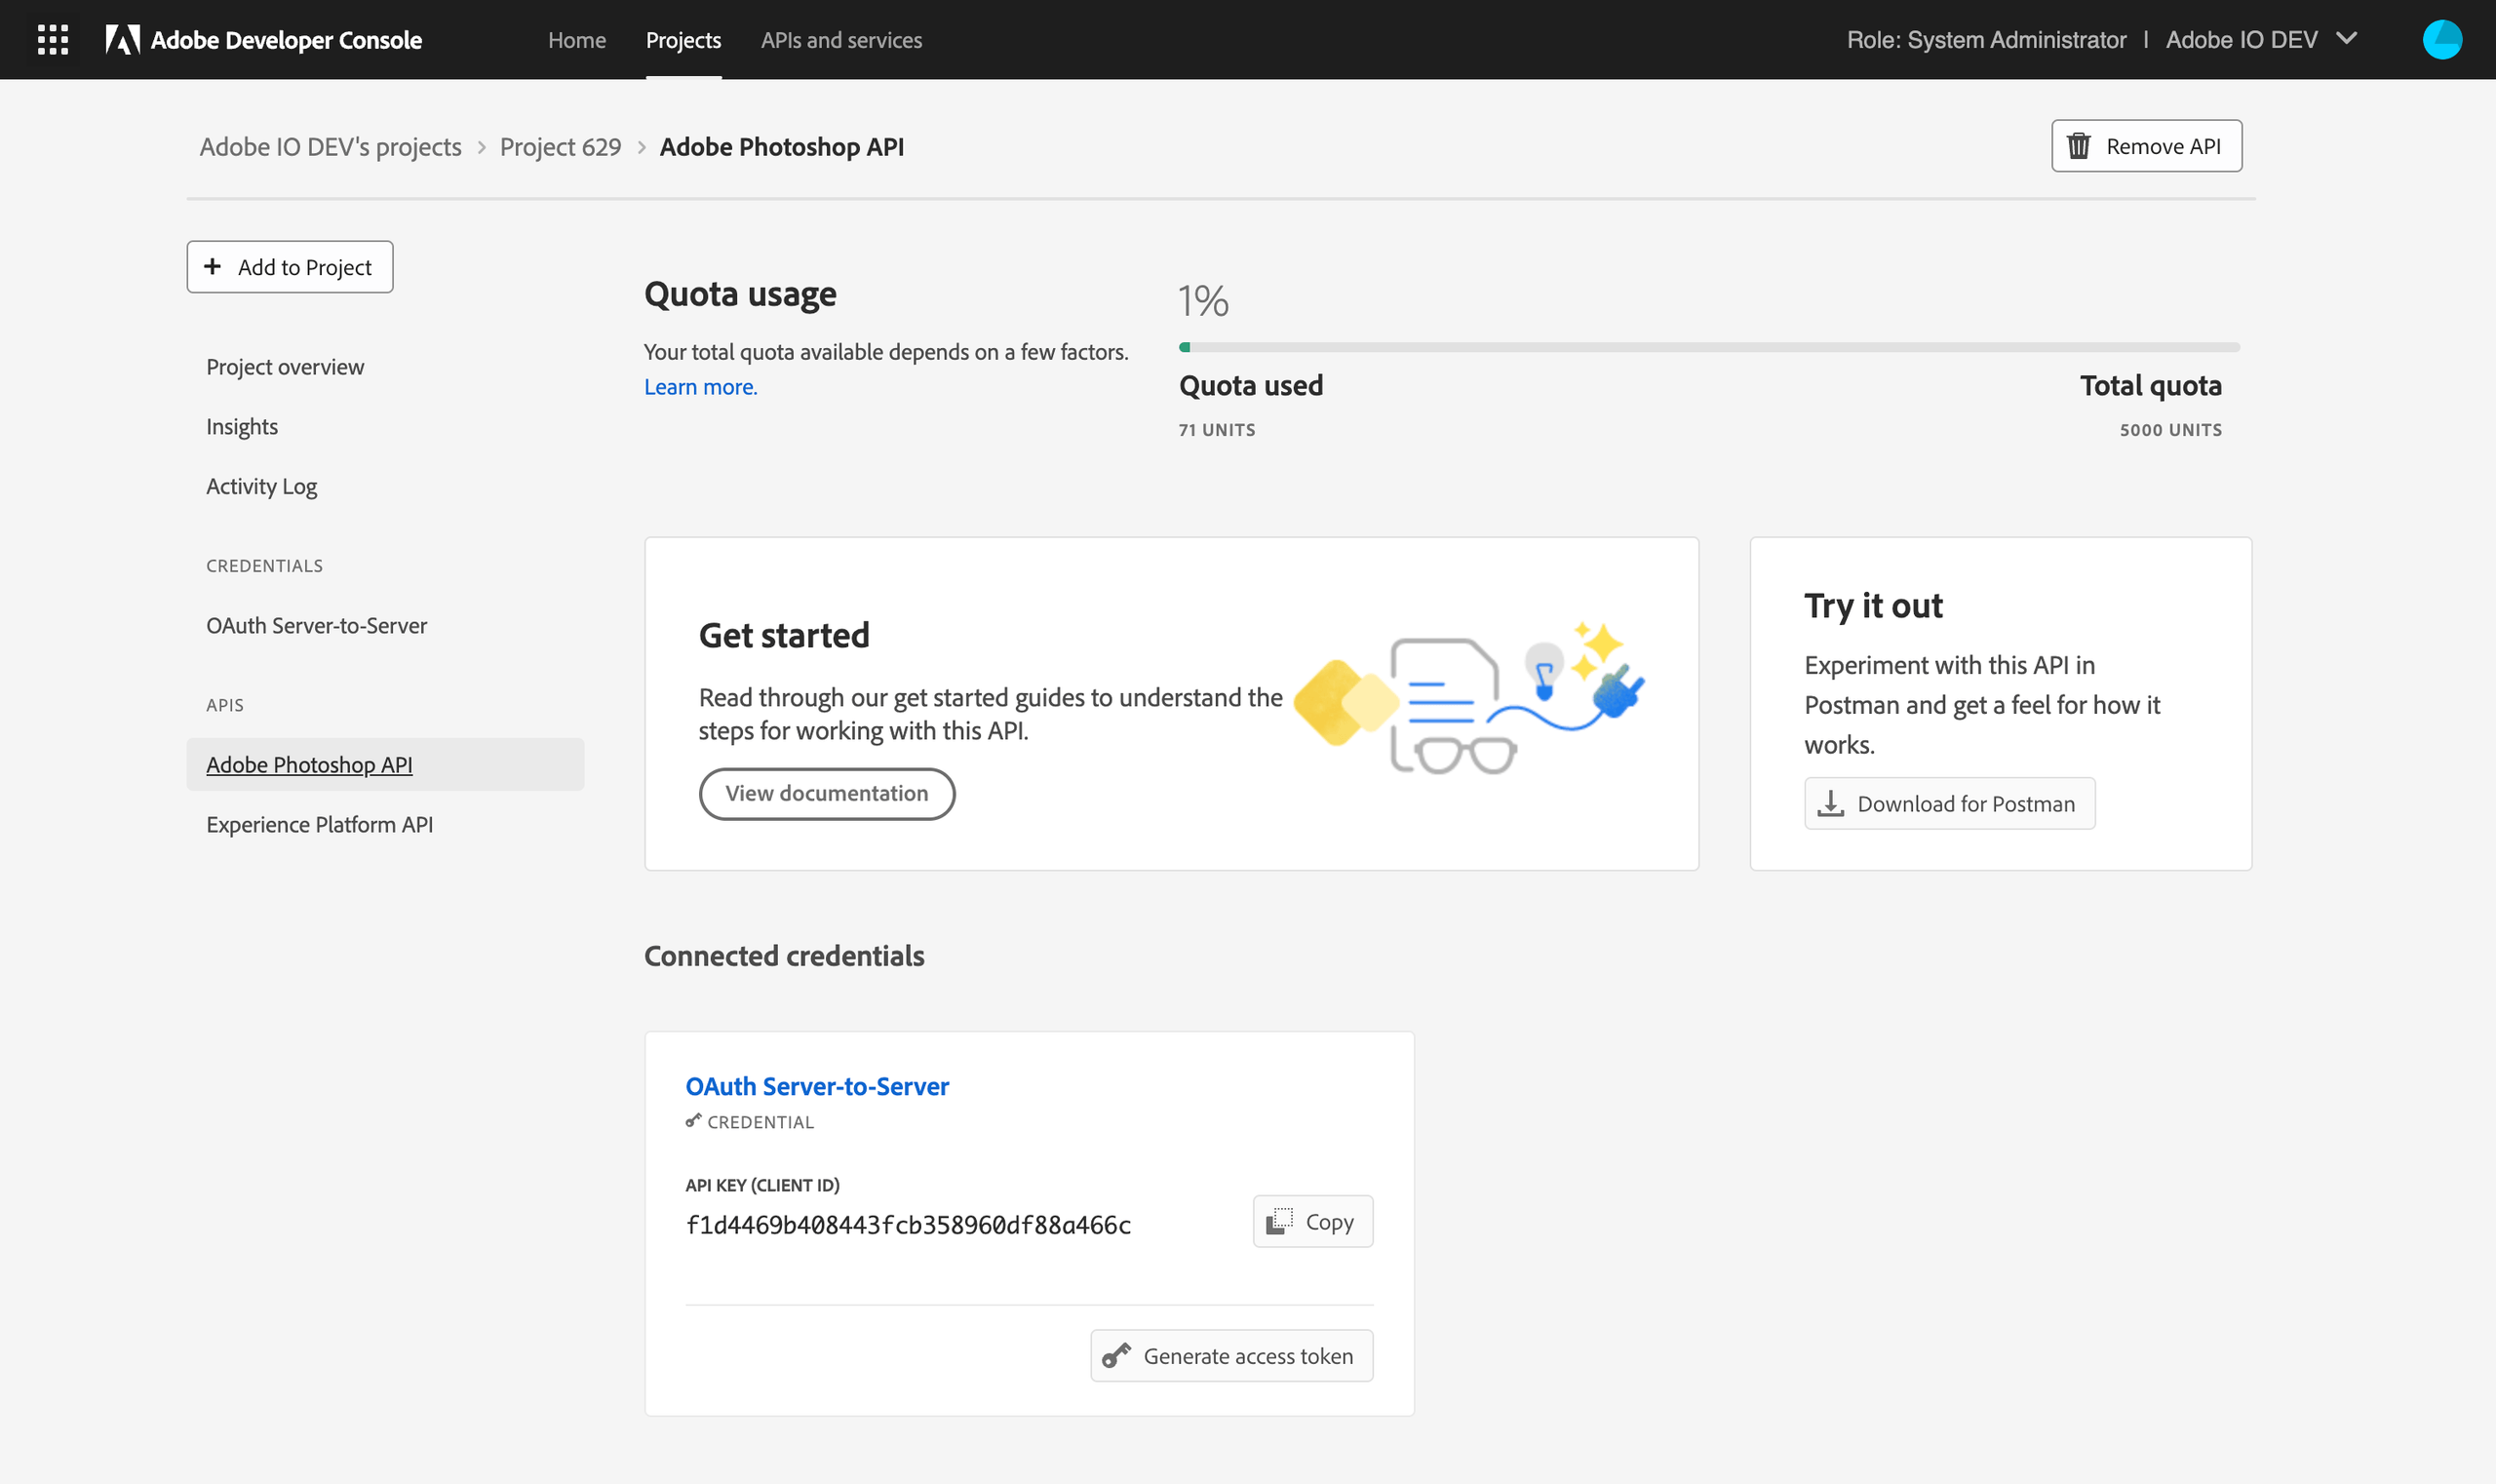 Adobe Developer Console
Home
Projects
APIs and services
Role: System Administrator | Adobe IO DEV
Adobe IO DEV's projects > Project 629 > Adobe Photoshop API
Remove API
+ Add to Project
Project overview
Insights
Activity Log
CREDENTIALS
OAuth Server-to-Server
APIS
Adobe Photoshop API
Experience Platform API
Quota usage
Your total quota available depends on a few factors.
Learn more.
1%
Quota used
71 UNITS
Total quota
5000 UNITS
Get started
Read through our get started guides to understand the
steps for working with this API.
View documentation
Try it out
Experiment with this API in
Postman and get a feel for how it
works.
Download for Postman
Connected credentials
OAuth Server-to-Server
CREDENTIAL
API KEY (CLIENT ID)
f1d4469b408443fcb358960df88a466c
Copy
Generate access token